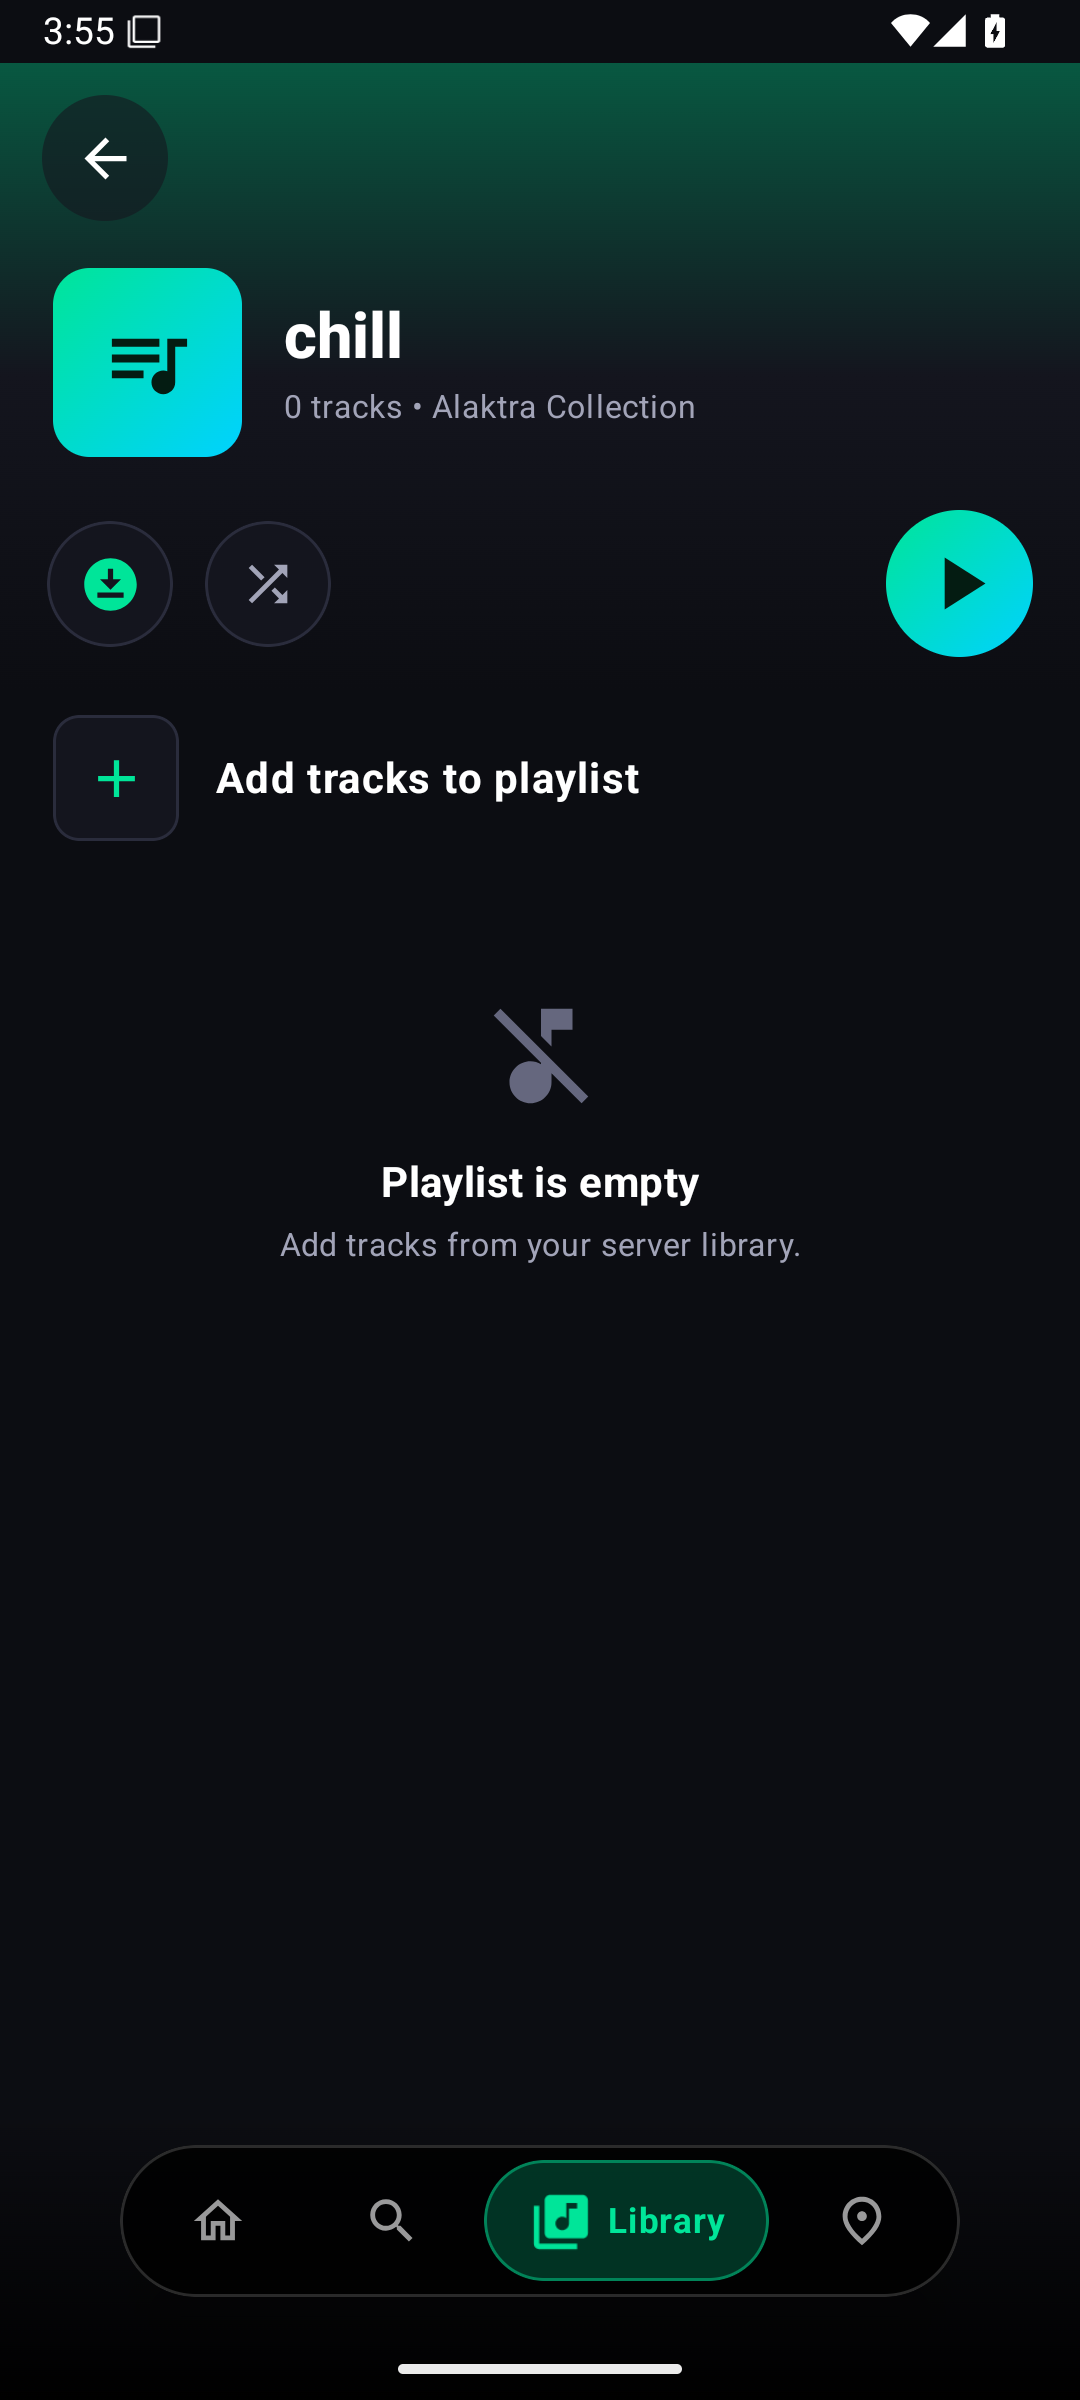 3:55
chill
0 tracks • Alaktra Collection
Add tracks to playlist
Playlist is empty
Add tracks from your server library.
Library